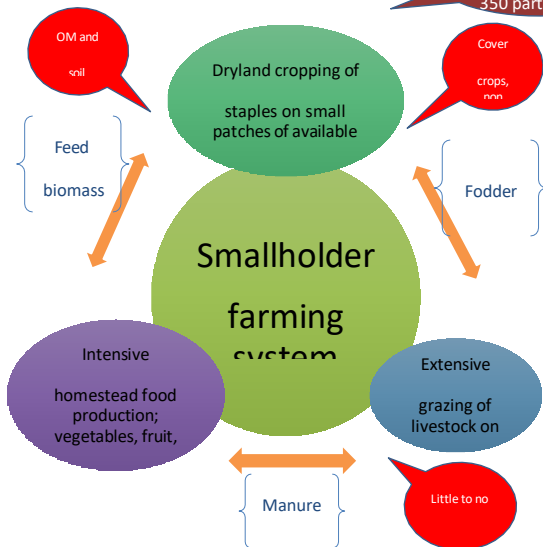 350 part
OM and
soil
Cover
crops,
Dryland cropping of
staples on small
patches of available
Feed
biomass
Fodder
Smallholder
farming
system
Intensive
homestead food
production;
vegetables, fruit,
Extensive
grazing of
livestock on
Manure
Little to no